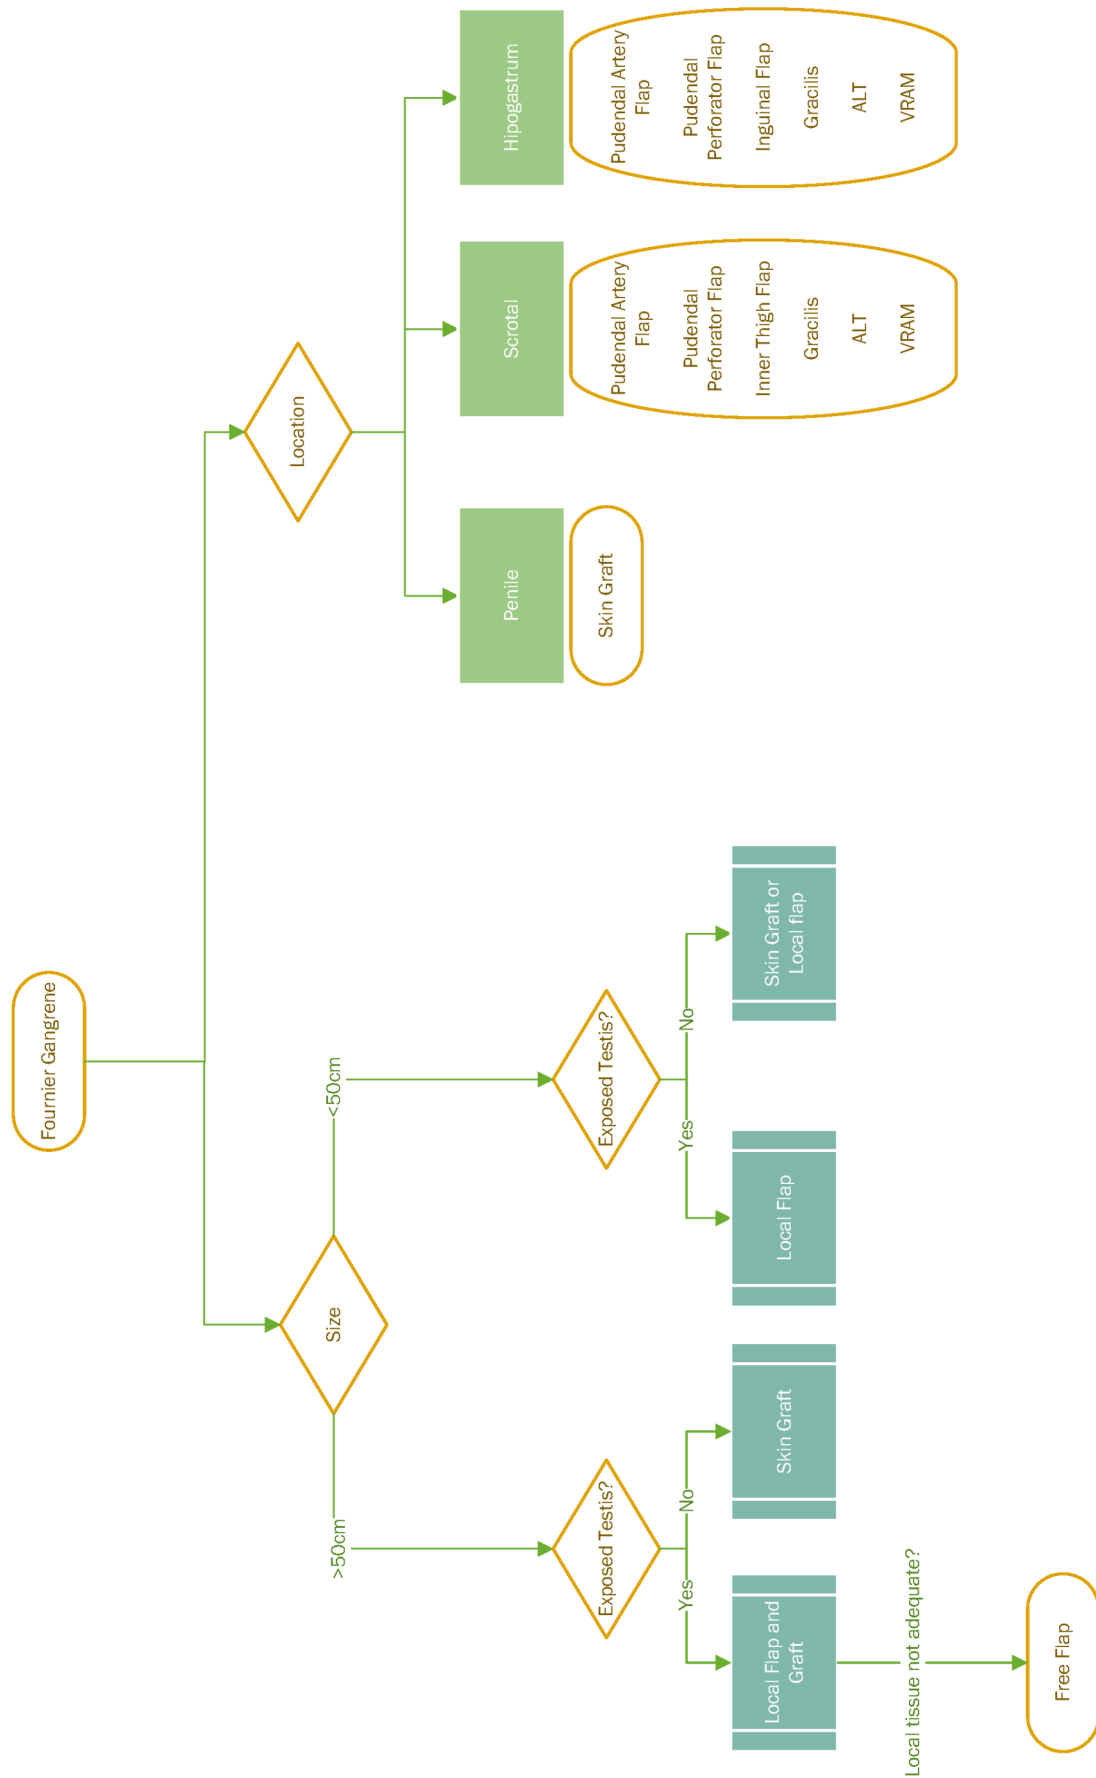 Fournier Gangrene
Size
Location
>50cm
<50cm
Exposed Testis?
Exposed Testis?
Yes
No
Yes
No
Local Flap and
Graft
Skin Graft
Local Flap
Skin Graft or
Local flap
Local tissue not adequate?
Free Flap
Penile
Skin Graft
Scrotal
Pudendal Artery
Flap
Pudendal
Perforator Flap
Inner Thigh Flap
Gracilis
ALT
VRAM
Hipogastrum
Pudendal Artery
Flap
Pudendal
Perforator Flap
Inguinal Flap
Gracilis
ALT
VRAM